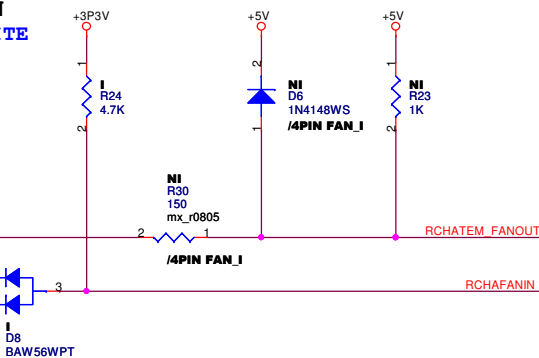 N
ITE
+3P3V
+5V
+5V
1
I
R24
4.7K
2
2
NI
D6
1N4148WS
1
/4PIN FAN_I
1
NI
R23
1K
2
NI
R30
150
mx_r0805
2
1
/4PIN FAN_I
RCHATEM_FANOUT
3
RCHAFANIN
I
D8
BAW56WPT